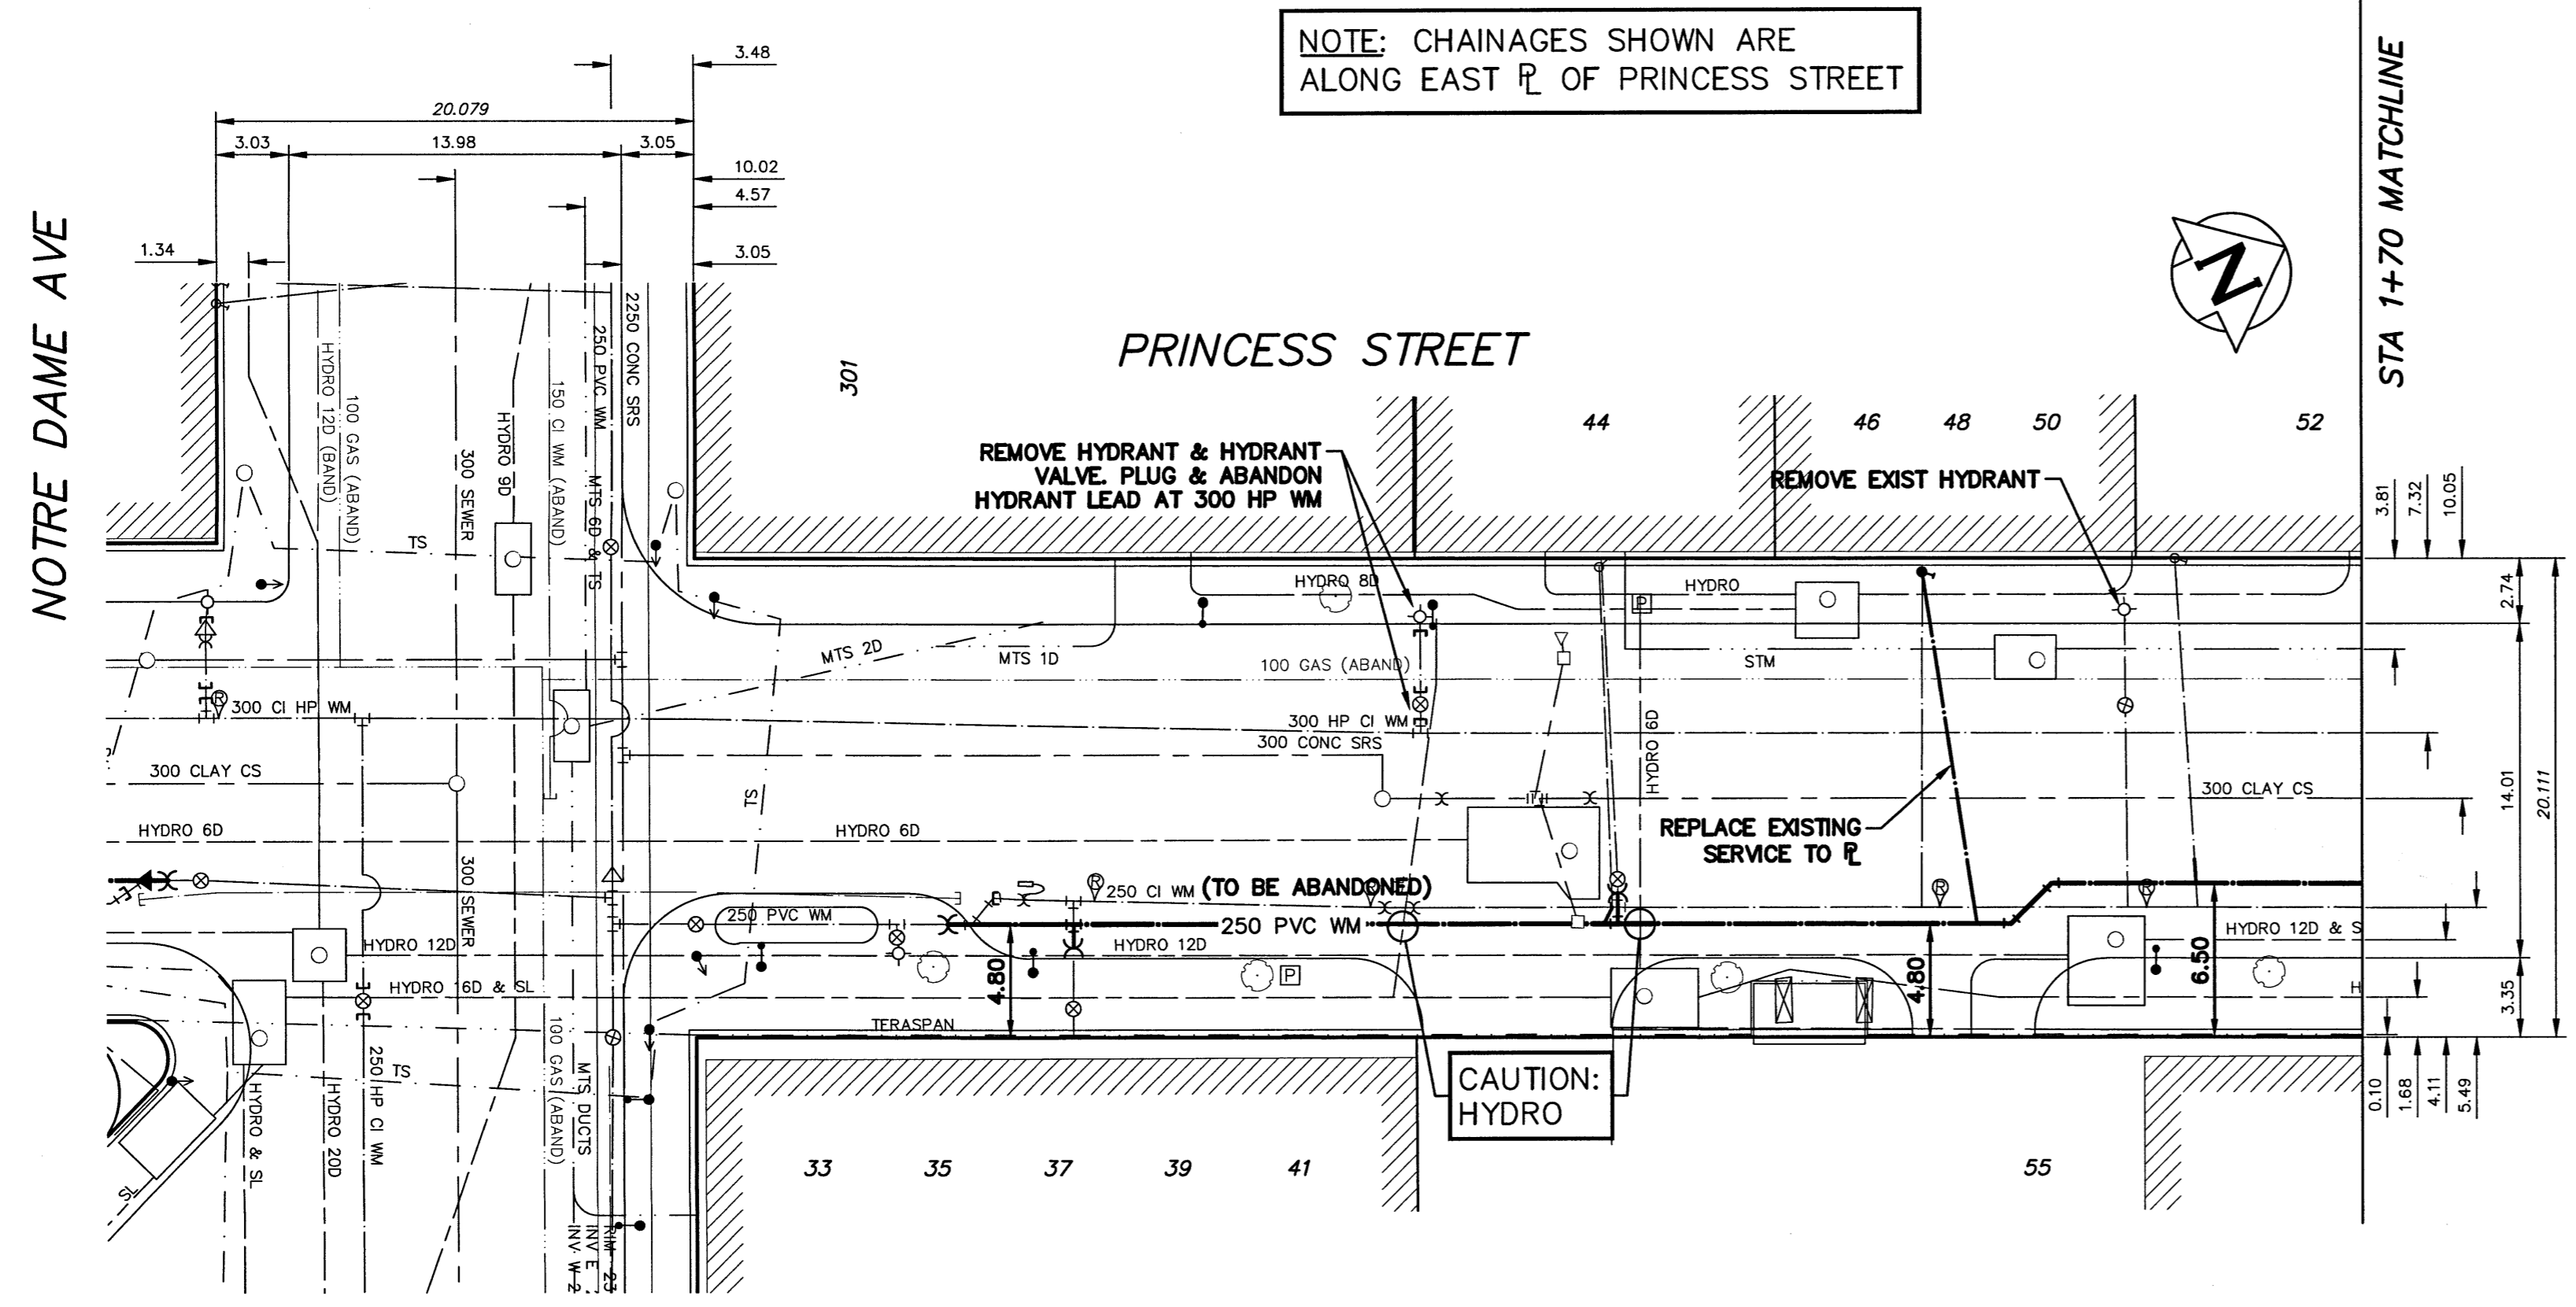 NOTE: CHAINAGES SHOWN ARE
ALONG EAST ℄ OF PRINCESS STREET
STA 1+70 MATCHLINE
NOTRE DAME AVE
PRINCESS STREET
N
3.48
20.079
3.03
13.98
3.05
10.02
4.57
1.34
3.05
HYDRO 12D (BAND)
100 GAS (ABAND)
300 SEWER
HYDRO 9D
150 CI WM (ABAND)
MTS 6D & TS
250 PVC WM
2250 CONC SRS
301
44
46
48
50
52
REMOVE HYDRANT & HYDRANT
VALVE. PLUG & ABANDON
HYDRANT LEAD AT 300 HP WM
REMOVE EXIST HYDRANT
3.81
7.32
10.05
TS
HYDRO 8D
HYDRO
P
2.74
MTS 2D
MTS 1D
100 GAS (ABAND)
STM
R
300 CI HP WM
300 HP CI WM
300 CONC SRS
HYDRO 6D
300 CLAY CS
300 CLAY CS
TS
14.01
20.111
HYDRO 6D
HYDRO 6D
REPLACE EXISTING
SERVICE TO PL
300 SEWER
R
250 CI WM (TO BE ABANDONED)
R
R
R
250 PVC WM
250 PVC WM
HYDRO 12D
HYDRO 12D
HYDRO 12D & S
4.80
4.80
6.50
P
HYDRO 16D & SL
H
3.35
TERASPAN
100 GAS (ABAND)
MTS DUCTS
250 HP CI WM
HYDRO 20D
HYDRO & SL
TS
SL
CAUTION:
HYDRO
0.10
1.68
4.11
5.49
33
35
37
39
41
55
RIM 23
INV E
INV W 2